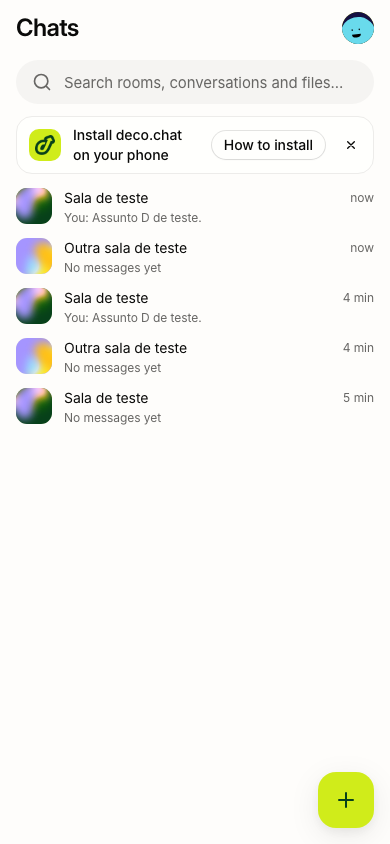 Chats
Search rooms, conversations and files...
Install deco.chat
on your phone
How to install
Sala de teste
now
You: Assunto D de teste.
Outra sala de teste
now
No messages yet
Sala de teste
4 min
You: Assunto D de teste.
Outra sala de teste
4 min
No messages yet
Sala de teste
5 min
No messages yet